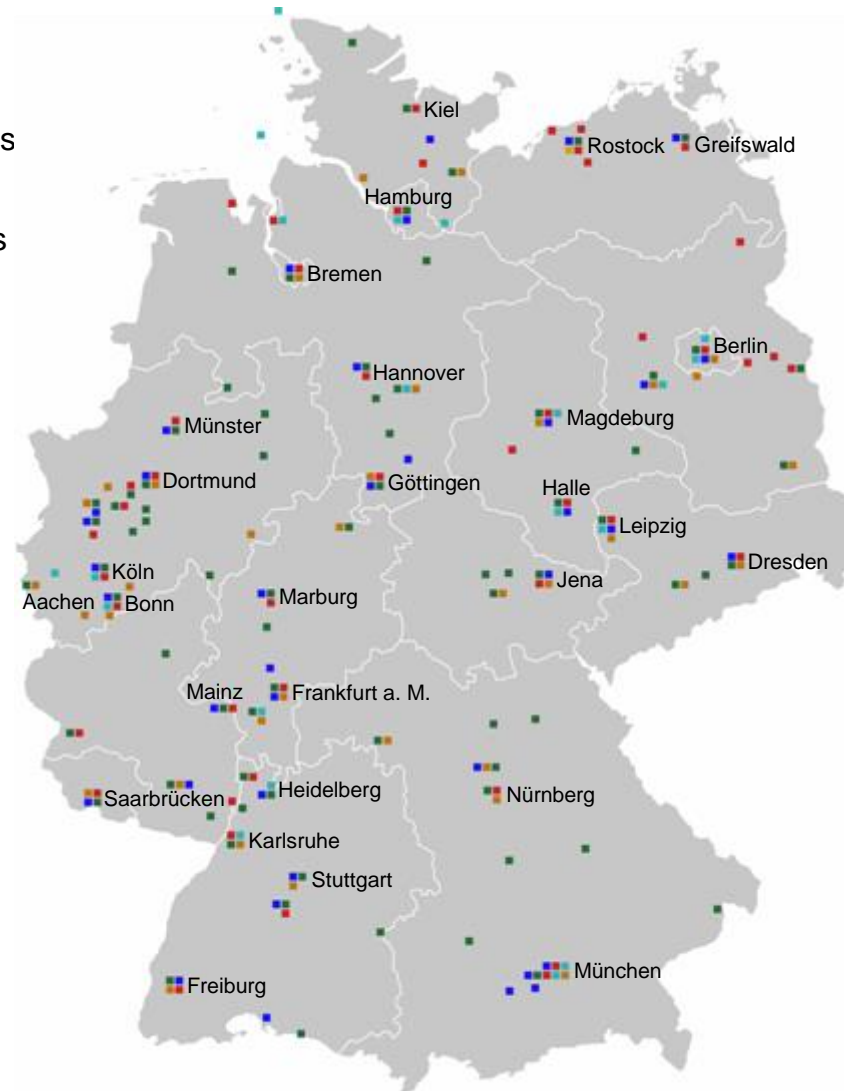 Kiel
s
Rostock
Greifswald
Hamburg
s
Bremen
Berlin
Hannover
Magdeburg
Münster
Dortmund
Göttingen
Halle
Leipzig
Dresden
Köln
Jena
Aachen
Bonn
Marburg
Mainz
Frankfurt a. M.
Heidelberg
Saarbrücken
Nürnberg
Karlsruhe
Stuttgart
München
Freiburg